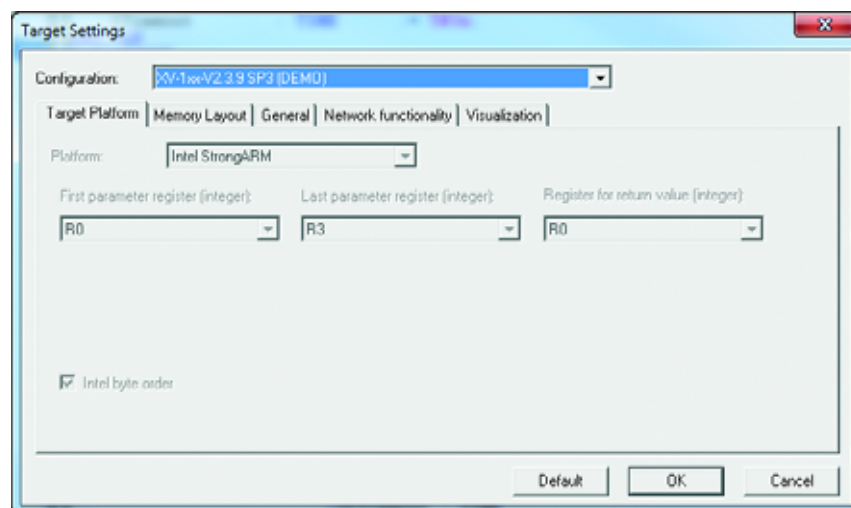 Target Settings
Configuration: XV-1xx-V2.3.9 SP3 (DEMO)
Target Platform Memory Layout General Network functionality Visualization
Platform: Intel StrongARM
First parameter register (integer): Last parameter register (integer): Register for return value (integer):
R0 R3 R0
Intel byte order
Default OK Cancel